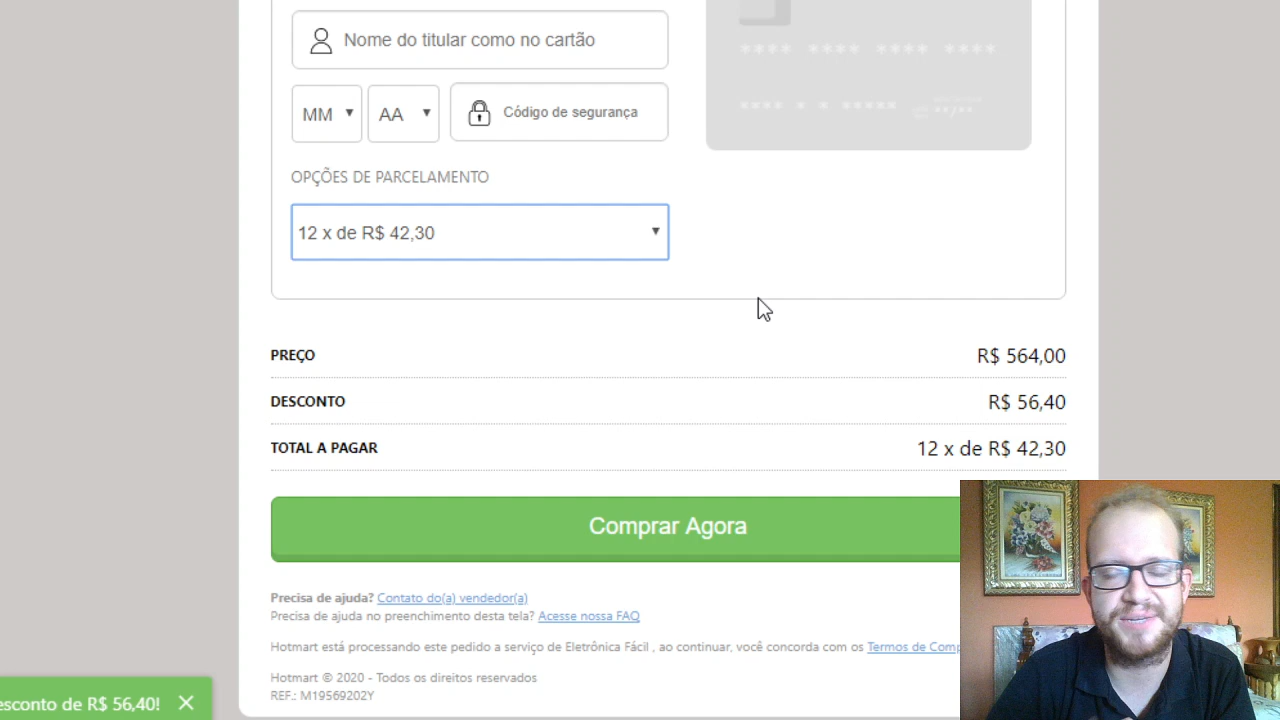 Nome do titular como no cartão
MM AA Código de segurança
OPÇÕES DE PARCELAMENTO
12 x de R$ 42,30
**** **** **** ****
**** * * *****
PREÇO R$ 564,00
DESCONTO R$ 56,40
TOTAL A PAGAR 12 x de R$ 42,30
Comprar Agora
Precisa de ajuda? Contato do(a) vendedor(a)
Precisa de ajuda no preenchimento desta tela? Acesse nossa FAQ
Hotmart está processando este pedido a serviço de Eletrônica Fácil , ao continuar, você concorda com os Termos de Comp
Hotmart © 2020 - Todos os direitos reservados
REF.: M19569202Y
esconto de R$ 56,40!